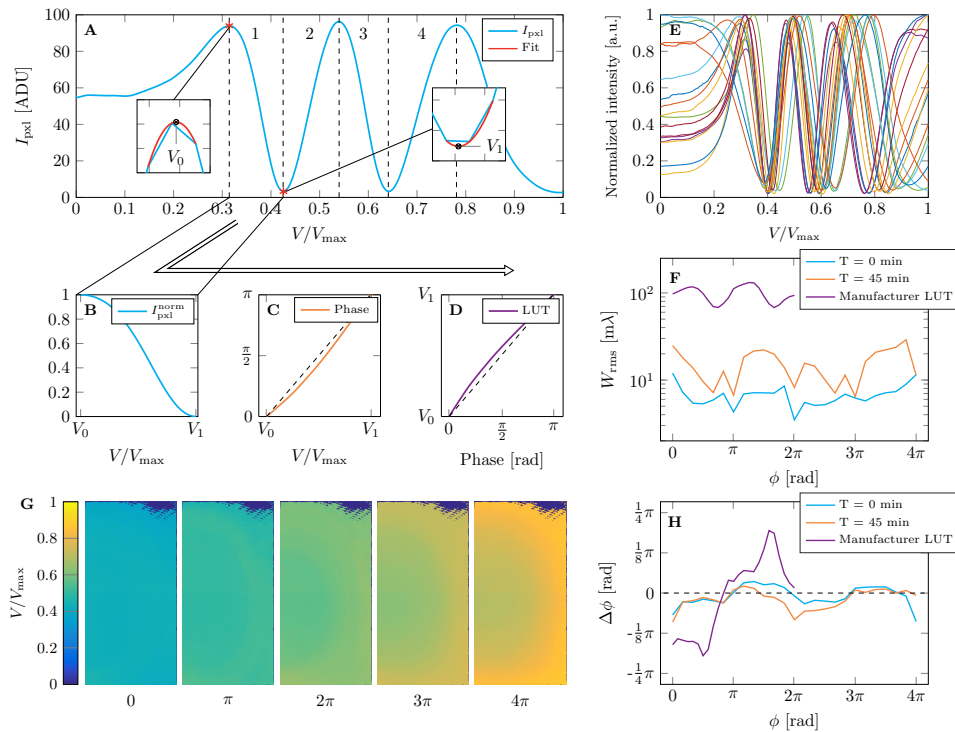 A
1
2
3
4
I_pxl
Fit
100
80
60
40
20
0
I_pxl [ADU]
V_0
V_1
0 0.1 0.2 0.3 0.4 0.5 0.6 0.7 0.8 0.9 1
V/V_max
E
1
0.8
0.6
0.4
0.2
0
Normalized intensity [a.u.]
0 0.2 0.4 0.6 0.8 1
V/V_max
B
I_pxl^norm
1
0.8
0.6
0.4
0.2
0
V_0 V_1
V/V_max
C
Phase
π
π/2
0
V_0 V_1
V/V_max
D
LUT
V_1
V_0
0 π/2 π
Phase [rad]
F
T = 0 min
T = 45 min
Manufacturer LUT
10^2
10^1
W_rms [mλ]
0 π 2π 3π 4π
ϕ [rad]
G
1
0.8
0.6
0.4
0.2
0
V/V_max
0 π 2π 3π 4π
H
T = 0 min
T = 45 min
Manufacturer LUT
1/4 π
1/8 π
0
-1/8 π
-1/4 π
Δϕ [rad]
0 π 2π 3π 4π
ϕ [rad]